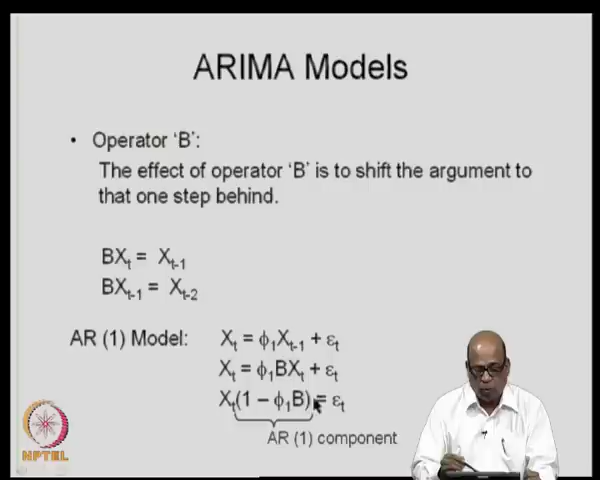 ARIMA Models
• Operator ‘B’:
The effect of operator ‘B’ is to shift the argument to
that one step behind.
BXt = Xt-1
BXt-1 = Xt-2
AR (1) Model: Xt = ϕ1Xt-1 + εt
Xt = ϕ1BXt + εt
Xt(1 – ϕ1B) = εt
AR (1) component
NPTEL